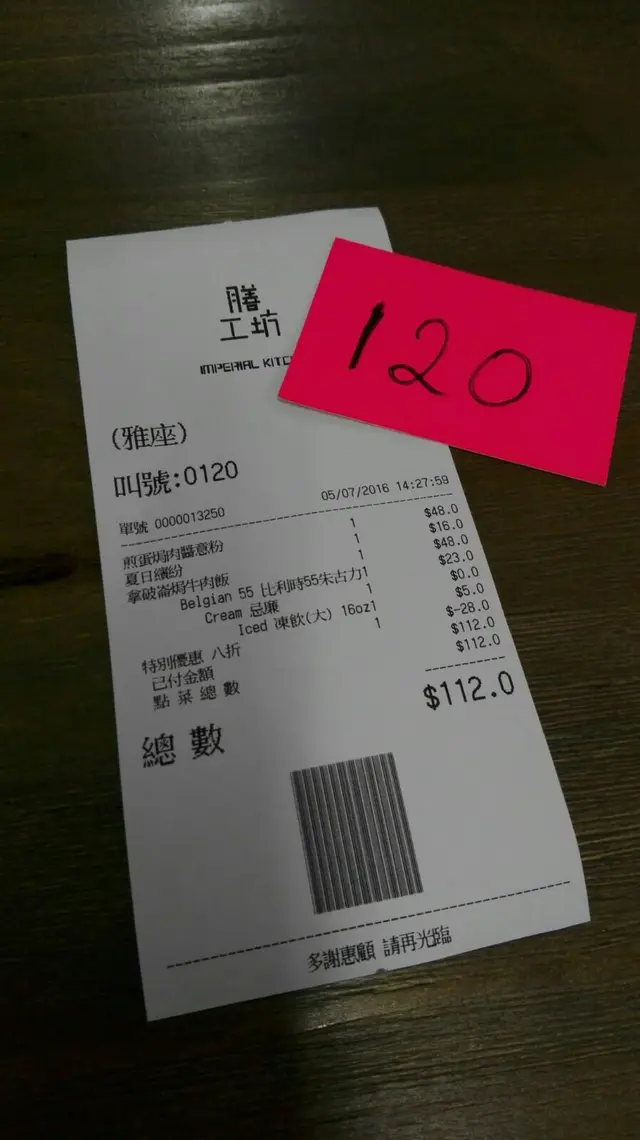 膳
工坊
IMPERIAL KITC
120
(雅座)
叫號:0120
單號 0000013250 05/07/2016 14:27:59
煎蛋焗肉醬意粉 1 $48.0
夏日繽紛 1 $16.0
拿破崙焗牛肉飯 1 $48.0
Belgian 55 比利時55朱古力1 $23.0
Cream 忌廉 1 $0.0
Iced 凍飲(大) 16oz1 $5.0
特別優惠 八折 1 $-28.0
已付金額 $112.0
點 菜 總 數 $112.0
總 數 $112.0
多謝惠顧 請再光臨